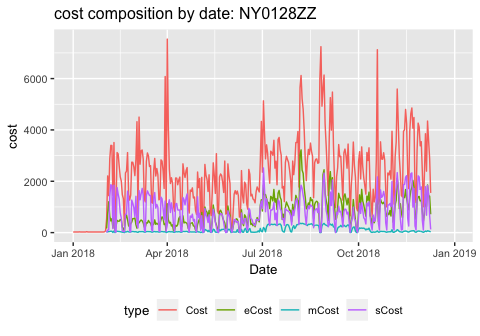 cost composition by date: NY0128ZZ
6000
4000
2000
0
cost
Jan 2018 Apr 2018 Jul 2018 Oct 2018 Jan 2019
Date
type Cost eCost mCost sCost